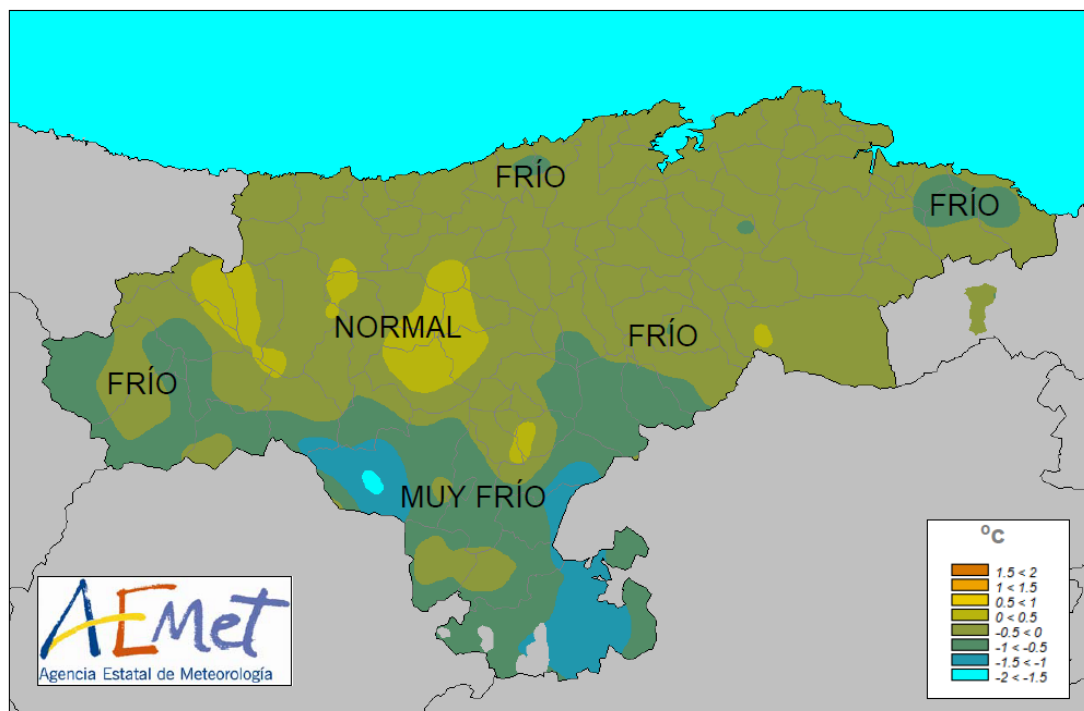 FRÍO
FRÍO
NORMAL
FRÍO
FRÍO
MUY FRÍO
ºC
1.5 < 2
1 < 1.5
0.5 < 1
0 < 0.5
-0.5 < 0
-1 < -0.5
-1.5 < -1
-2 < -1.5
AEMet
Agencia Estatal de Meteorología